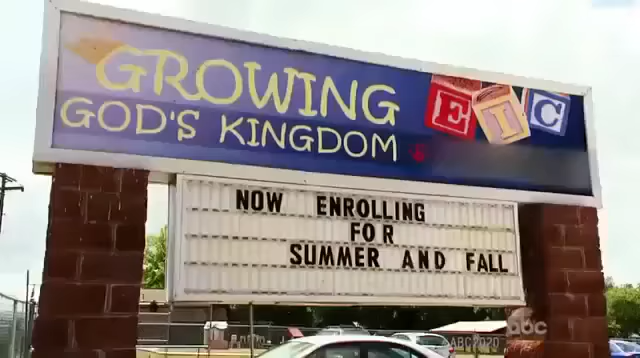 GROWING
GOD'S KINGDOM
E I C
NOW ENROLLING
FOR
SUMMER AND FALL
abc
ABC2020